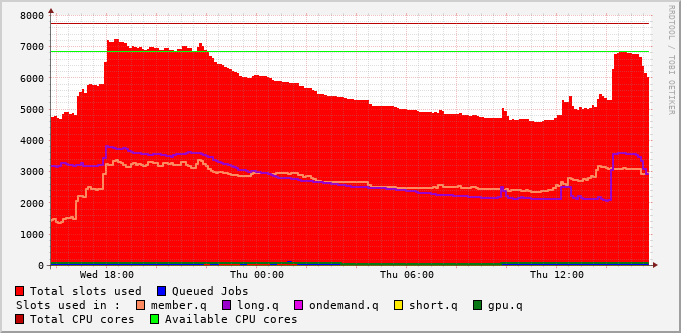 8000
7000
6000
5000
4000
3000
2000
1000
0
Wed 18:00 Thu 00:00 Thu 06:00 Thu 12:00
RRDTOOL / TOBI OETIKER
Total slots used Queued Jobs
Slots used in : member.q long.q ondemand.q short.q gpu.q
Total CPU cores Available CPU cores